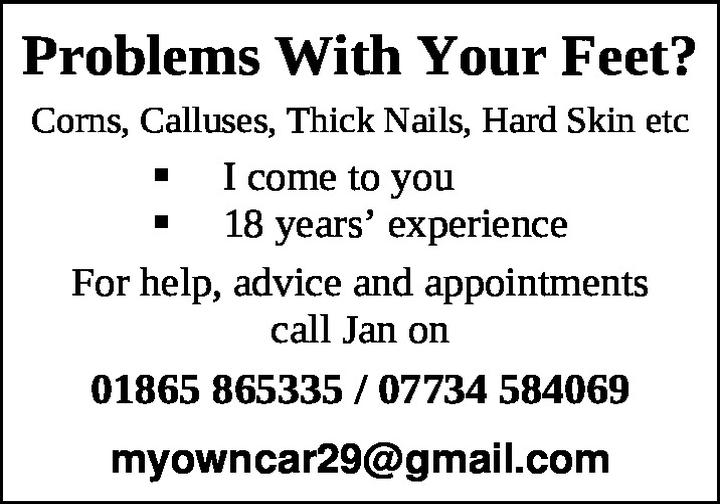 Problems With Your Feet?
Corns, Calluses, Thick Nails, Hard Skin etc
▪ I come to you
▪ 18 years’ experience
For help, advice and appointments
call Jan on
01865 865335 / 07734 584069
myowncar29@gmail.com